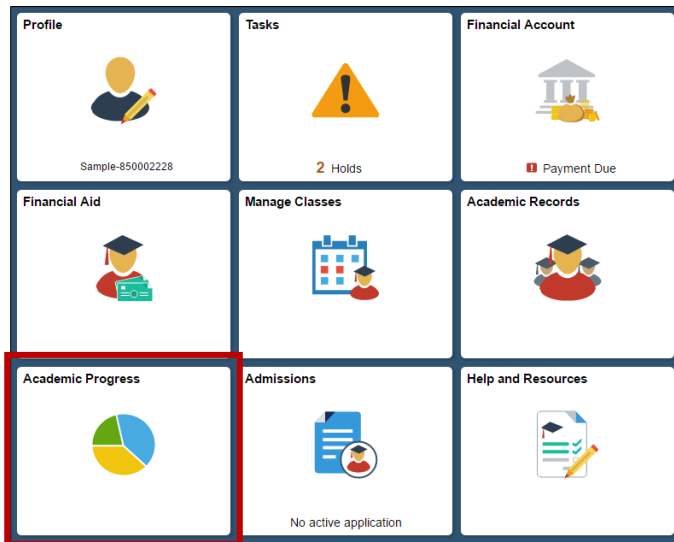 Profile
Tasks
Financial Account
Sample-850002228
2 Holds
Payment Due
Financial Aid
Manage Classes
Academic Records
Academic Progress
Admissions
Help and Resources
No active application